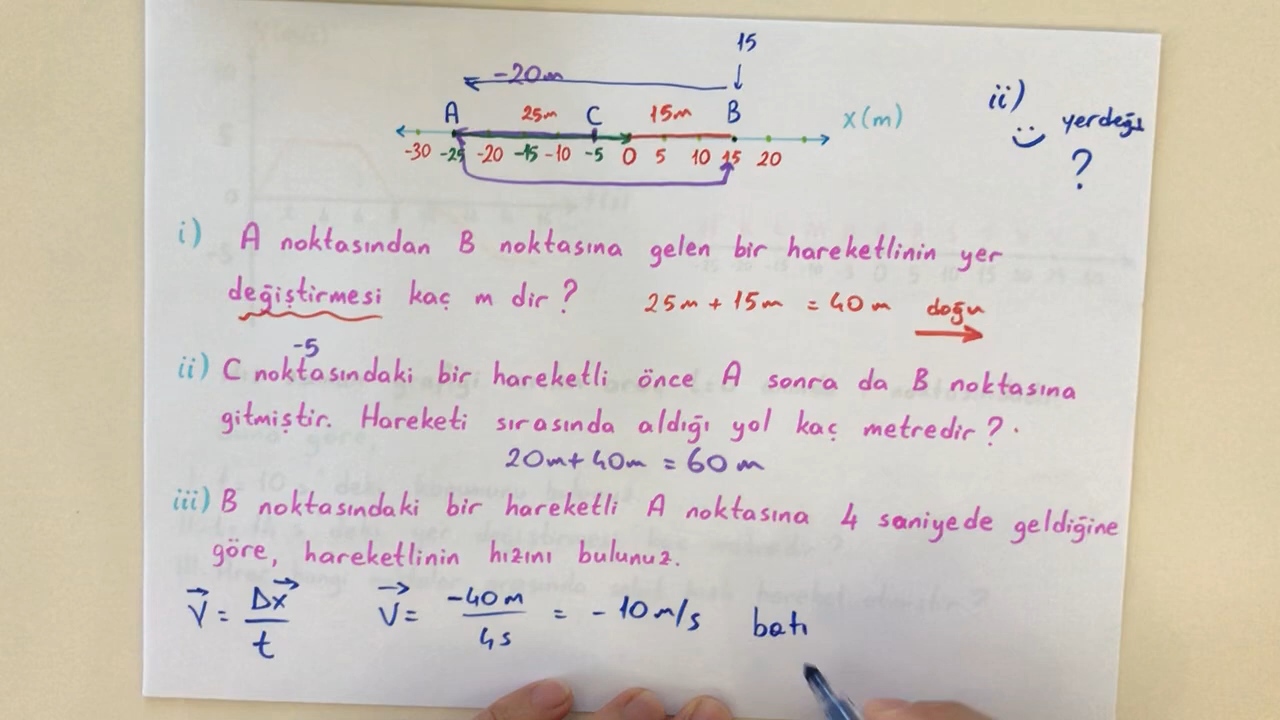 15
-20m
A 25m C 15m B x(m)
-30 -25 -20 -15 -10 -5 0 5 10 15 20
ii)
yerdeğiş
?
i) A noktasından B noktasına gelen bir hareketlinin yer
değiştirmesi kaç m dir? 25m + 15m = 40m doğu
-5
ii) C noktasındaki bir hareketli önce A sonra da B noktasına
gitmiştir. Hareketi sırasında aldığı yol kaç metredir?
20m+40m = 60m
iii) B noktasındaki bir hareketli A noktasına 4 saniyede geldiğine
göre, hareketlinin hızını bulunuz.
V = Δx / t V = -40m / 4s = -10 m/s batı